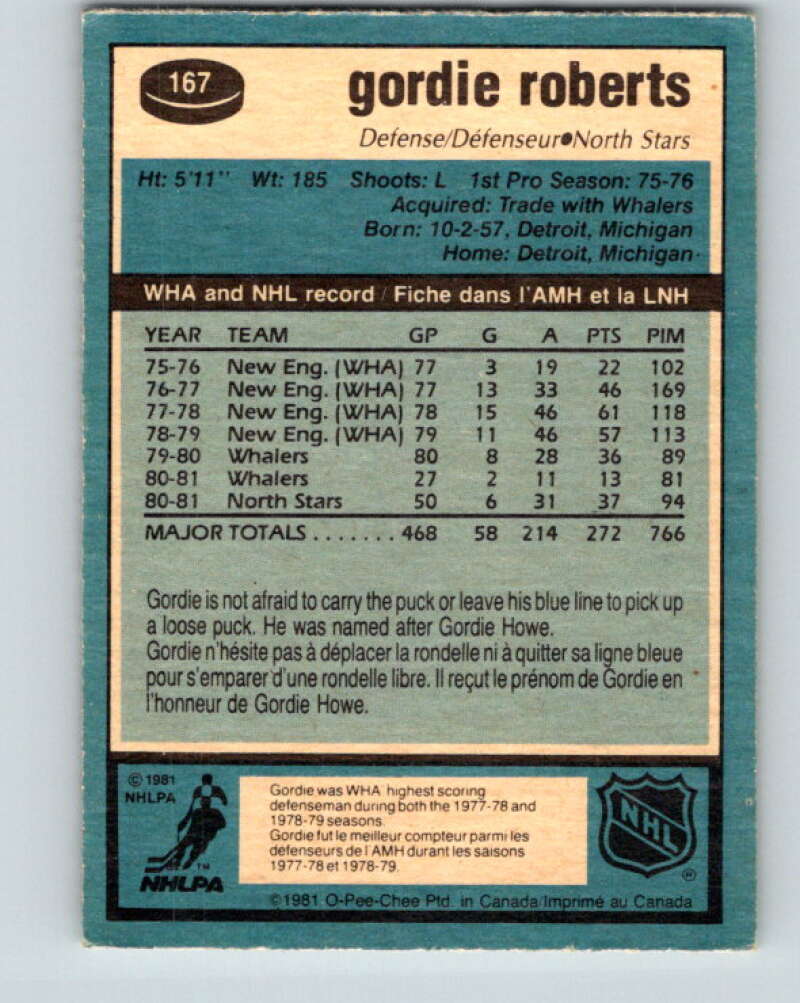 167
gordie roberts
Defense/Défenseur●North Stars
Ht: 5'11" Wt: 185 Shoots: L 1st Pro Season: 75-76
Acquired: Trade with Whalers
Born: 10-2-57, Detroit, Michigan
Home: Detroit, Michigan
WHA and NHL record / Fiche dans l'AMH et la LNH
YEAR TEAM GP G A PTS PIM
75-76 New Eng. (WHA) 77 3 19 22 102
76-77 New Eng. (WHA) 77 13 33 46 169
77-78 New Eng. (WHA) 78 15 46 61 118
78-79 New Eng. (WHA) 79 11 46 57 113
79-80 Whalers 80 8 28 36 89
80-81 Whalers 27 2 11 13 81
80-81 North Stars 50 6 31 37 94
MAJOR TOTALS ....... 468 58 214 272 766
Gordie is not afraid to carry the puck or leave his blue line to pick up
a loose puck. He was named after Gordie Howe.
Gordie n'hésite pas à déplacer la rondelle ni à quitter sa ligne bleue
pour s'emparer d'une rondelle libre. Il reçut le prénom de Gordie en
l'honneur de Gordie Howe.
© 1981
NHLPA
TM
NHLPA
Gordie was WHA highest scoring
defenseman during both the 1977-78 and
1978-79 seasons.
Gordie fut le meilleur compteur parmi les
defenseurs de l'AMH durant les saisons
1977-78 et 1978-79.
NHL
®
©1981 O-Pee-Chee Ptd. in Canada/Imprimé au Canada